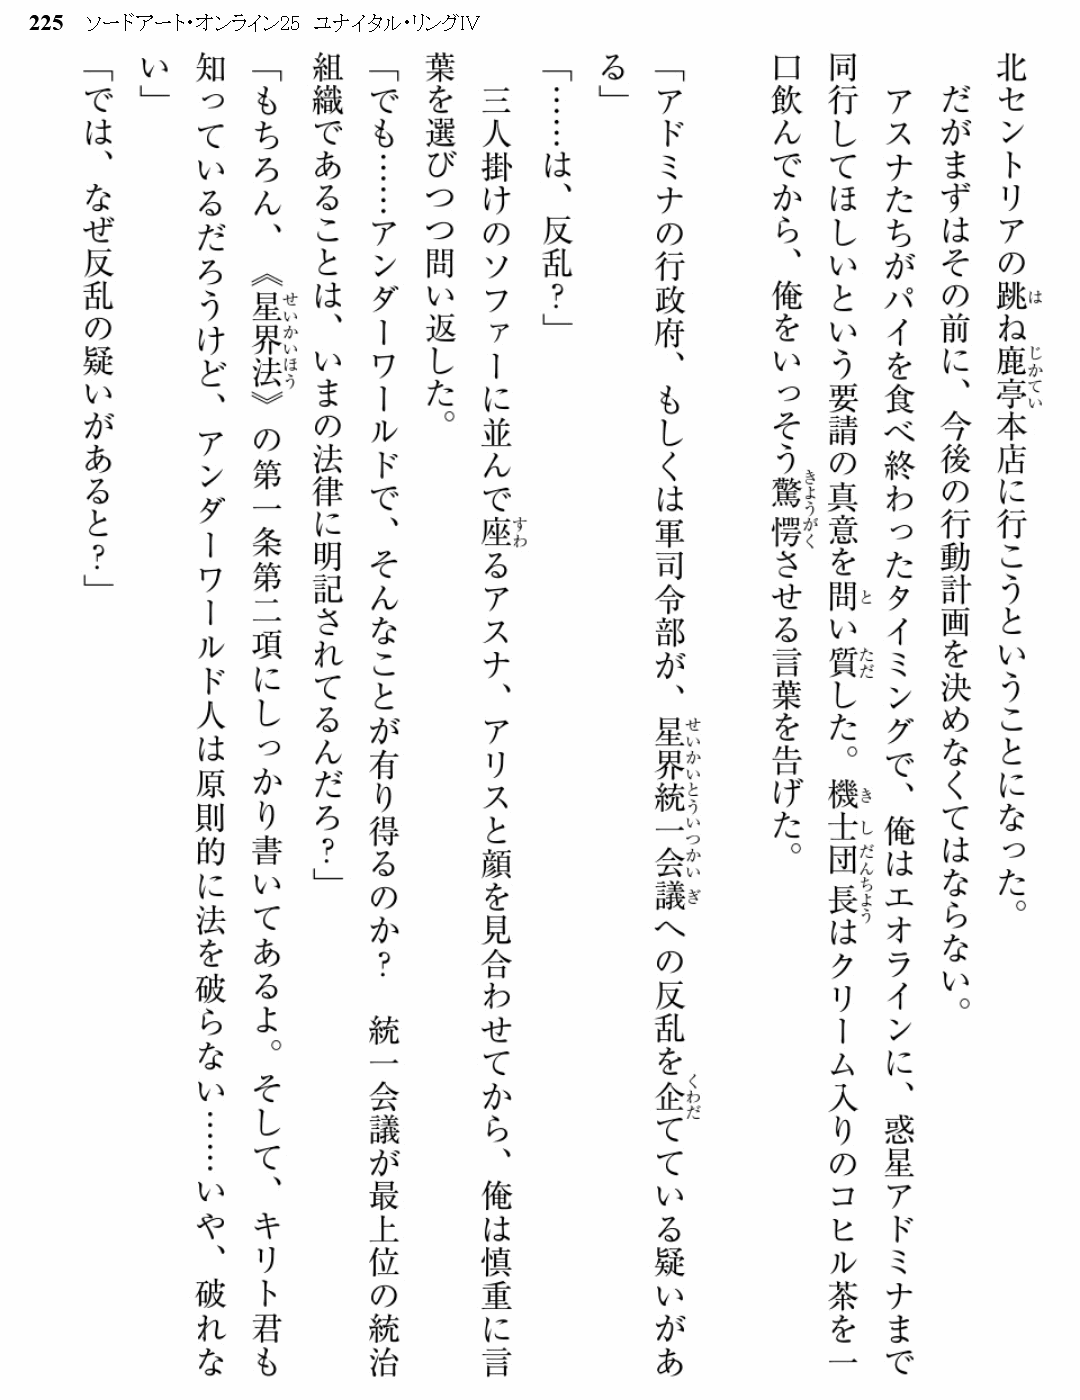 225 ソードアート・オンライン25 ユナイタル・リングIV
北セントリアの跳ね鹿亭本店に行こうということになった。
だがまずはその前に、今後の行動計画を決めなくてはならない。
アスナたちがパイを食べ終わったタイミングで、俺はエオラインに、惑星アドミナまで
同行してほしいという要請の真意を問い質した。機士団長はクリーム入りのコヒル茶を一
口飲んでから、俺をいっそう驚愕させる言葉を告げた。
「アドミナの行政府、もしくは軍司令部が、星界統一会議への反乱を企てている疑いがあ
る」
「……は、反乱?」
三人掛けのソファーに並んで座るアスナ、アリスと顔を見合わせてから、俺は慎重に言
葉を選びつつ問い返した。
「でも……アンダーワールドで、そんなことが有り得るのか? 統一会議が最上位の統治
組織であることは、いまの法律に明記されてるんだろ?」
「もちろん、《星界法》の第一条第二項にしっかり書いてあるよ。そして、キリト君も
知っているだろうけど、アンダーワールド人は原則的に法を破らない……いや、破れな
い」
「では、なぜ反乱の疑いがあると?」